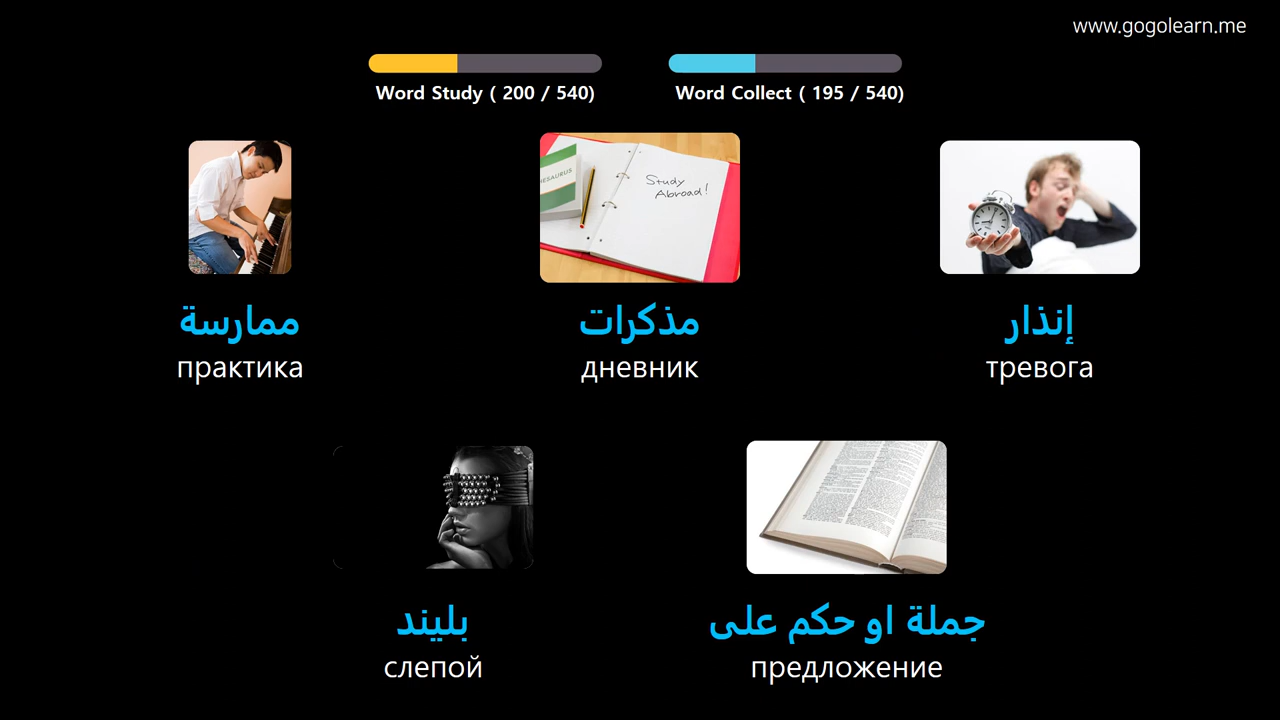 www.gogolearn.me
Word Study ( 200 / 540)
Word Collect ( 195 / 540)
ESAURUS
Study
Abroad!
ممارسة
практика
مذكرات
дневник
إنذار
тревога
بليند
слепой
جملة او حكم على
предложение